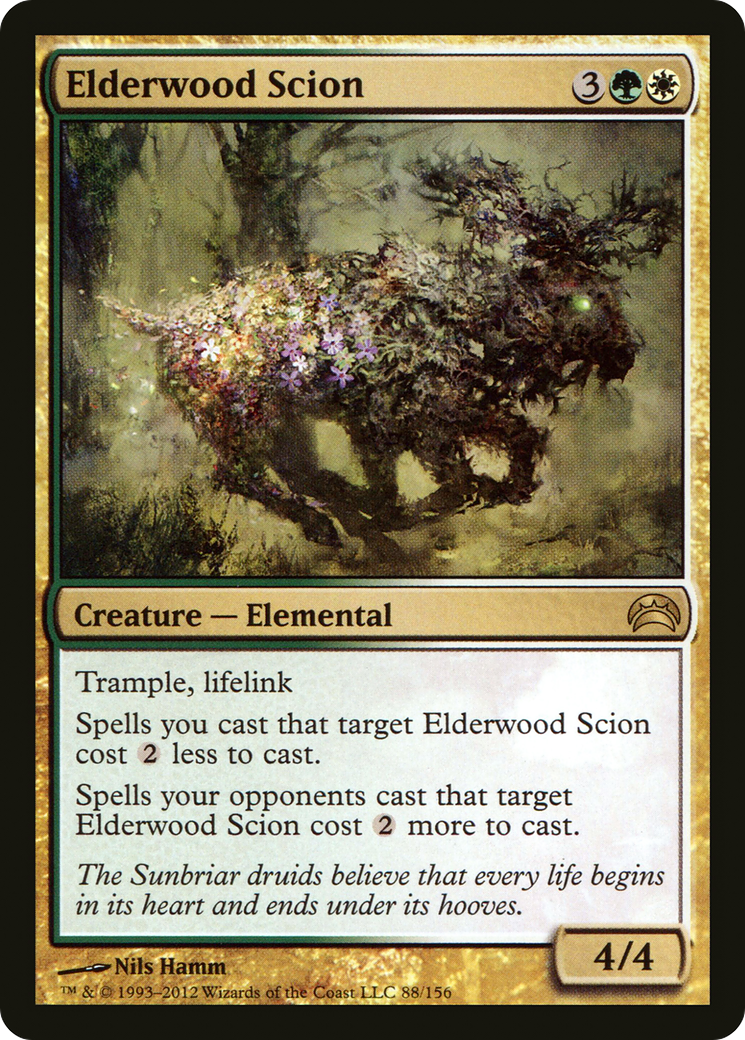 Elderwood Scion 3
Creature — Elemental
Trample, lifelink
Spells you cast that target Elderwood Scion
cost 2 less to cast.
Spells your opponents cast that target
Elderwood Scion cost 2 more to cast.
The Sunbriar druids believe that every life begins
in its heart and ends under its hooves.
4/4
Nils Hamm
™ & © 1993–2012 Wizards of the Coast LLC 88/156